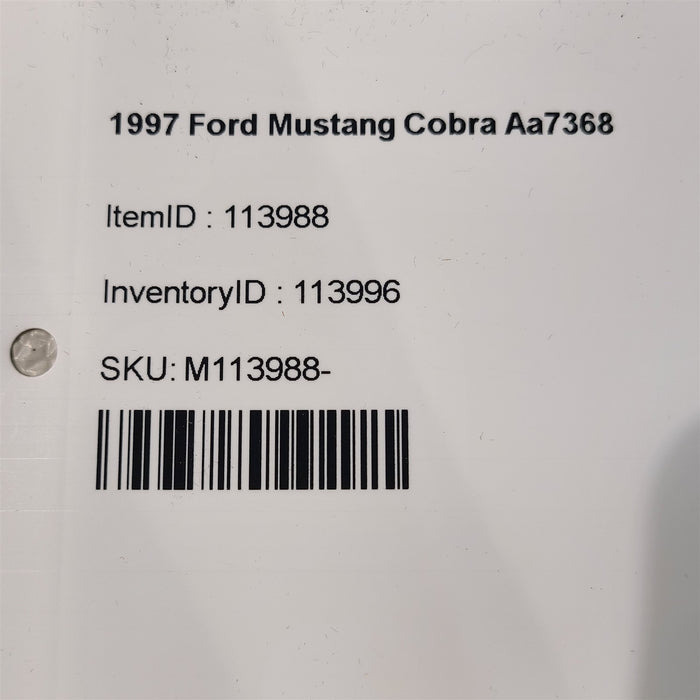 1997 Ford Mustang Cobra Aa7368
ItemID : 113988
InventoryID : 113996
SKU: M113988-